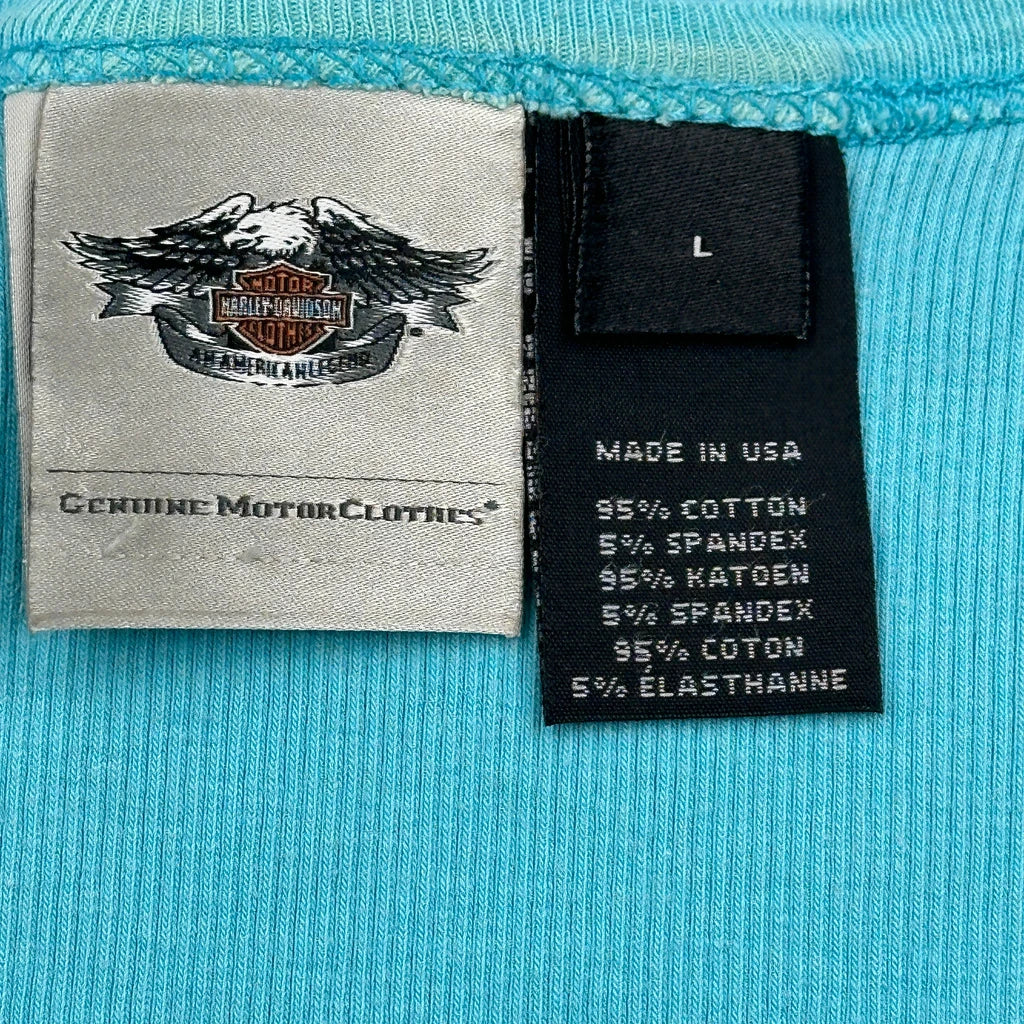 MOTOR
HARLEY-DAVIDSON
CLOTHES
AN AMERICAN LEGEND
GENUINE MOTORCLOTHES®
L
MADE IN USA
95% COTTON
5% SPANDEX
95% KATOEN
5% SPANDEX
95% COTON
5% ÉLASTHANNE